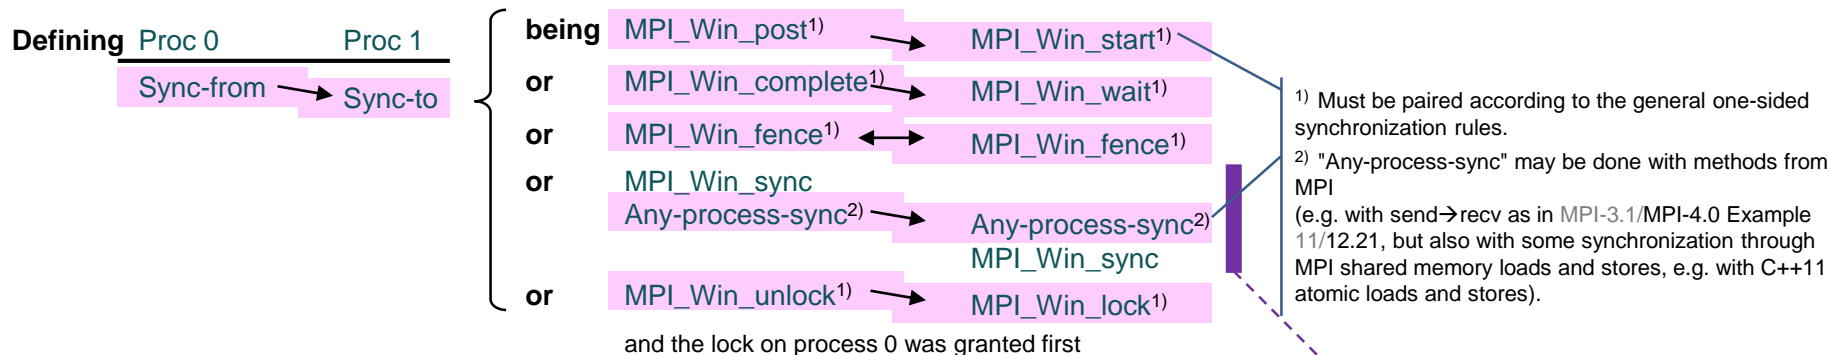 Defining Proc 0 Proc 1
Sync-from Sync-to
being MPI_Win_post1) MPI_Win_start1)
or MPI_Win_complete1) MPI_Win_wait1)
or MPI_Win_fence1) MPI_Win_fence1)
or MPI_Win_sync
Any-process-sync2) Any-process-sync2)
MPI_Win_sync
or MPI_Win_unlock1) MPI_Win_lock1)
and the lock on process 0 was granted first
1) Must be paired according to the general one-sided
synchronization rules.
2) "Any-process-sync" may be done with methods from
MPI
(e.g. with send→recv as in MPI-3.1/MPI-4.0 Example
11/12.21, but also with some synchronization through
MPI shared memory loads and stores, e.g. with C++11
atomic loads and stores).